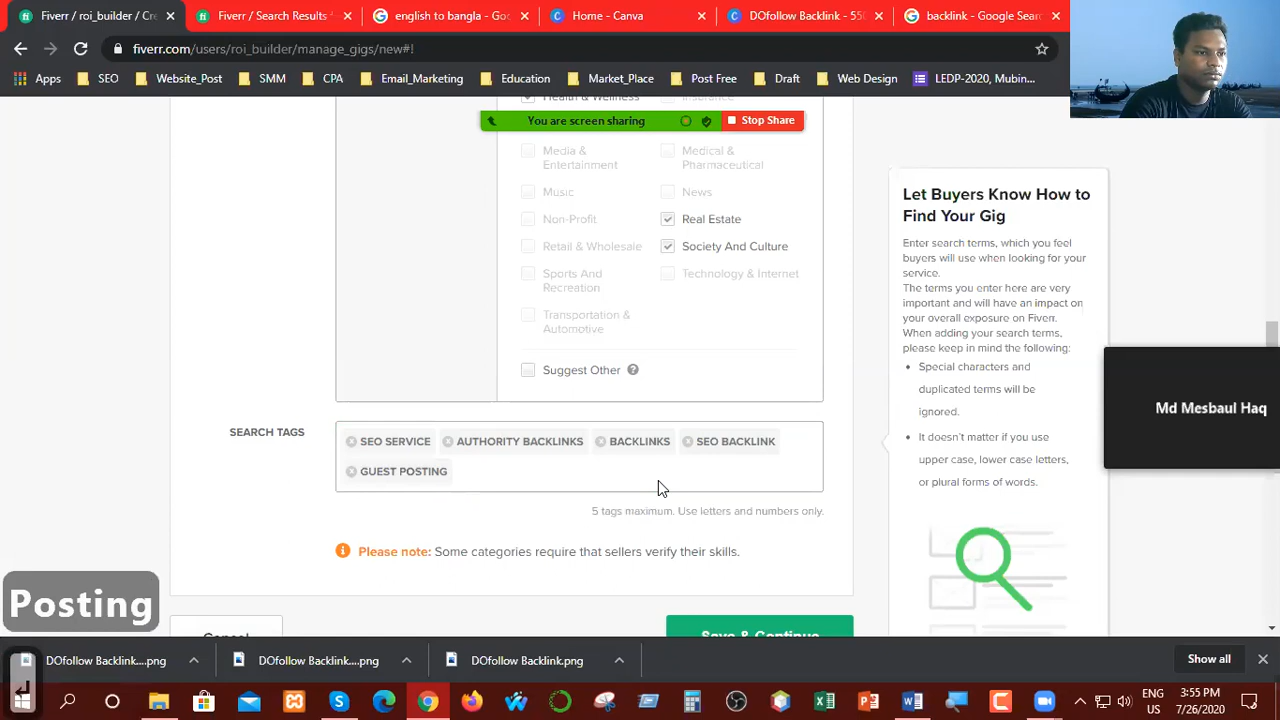 Fiverr / roi_builder / Cre
Fiverr / Search Results
english to bangla - Go
Home - Canva
DOfollow Backlink - 550
backlink - Google Sear
fiverr.com/users/roi_builder/manage_gigs/new#!
Apps
SEO
Website_Post
SMM
CPA
Email_Marketing
Education
Market_Place
Post Free
Draft
Web Design
LEDP-2020, Mubin...
Health & Wellness
Insurance
You are screen sharing
Stop Share
Media &
Entertainment
Medical &
Pharmaceutical
Music
News
Non-Profit
Real Estate
Retail & Wholesale
Society And Culture
Sports And
Recreation
Technology & Internet
Transportation &
Automotive
Suggest Other
SEARCH TAGS
SEO SERVICE
AUTHORITY BACKLINKS
BACKLINKS
SEO BACKLINK
GUEST POSTING
5 tags maximum. Use letters and numbers only.
Please note: Some categories require that sellers verify their skills.
Cancel
Save & Continue
Let Buyers Know How to
Find Your Gig
Enter search terms, which you feel
buyers will use when looking for your
service.
The terms you enter here are very
important and will have an impact on
your overall exposure on Fiverr.
When adding your search terms,
please keep in mind the following:
Special characters and
duplicated terms will be
ignored.
It doesn't matter if you use
upper case, lower case letters,
or plural forms of words.
Md Mesbaul Haq
Posting
DOfollow Backlink....png
DOfollow Backlink....png
DOfollow Backlink.png
Show all
ENG
US
3:55 PM
7/26/2020